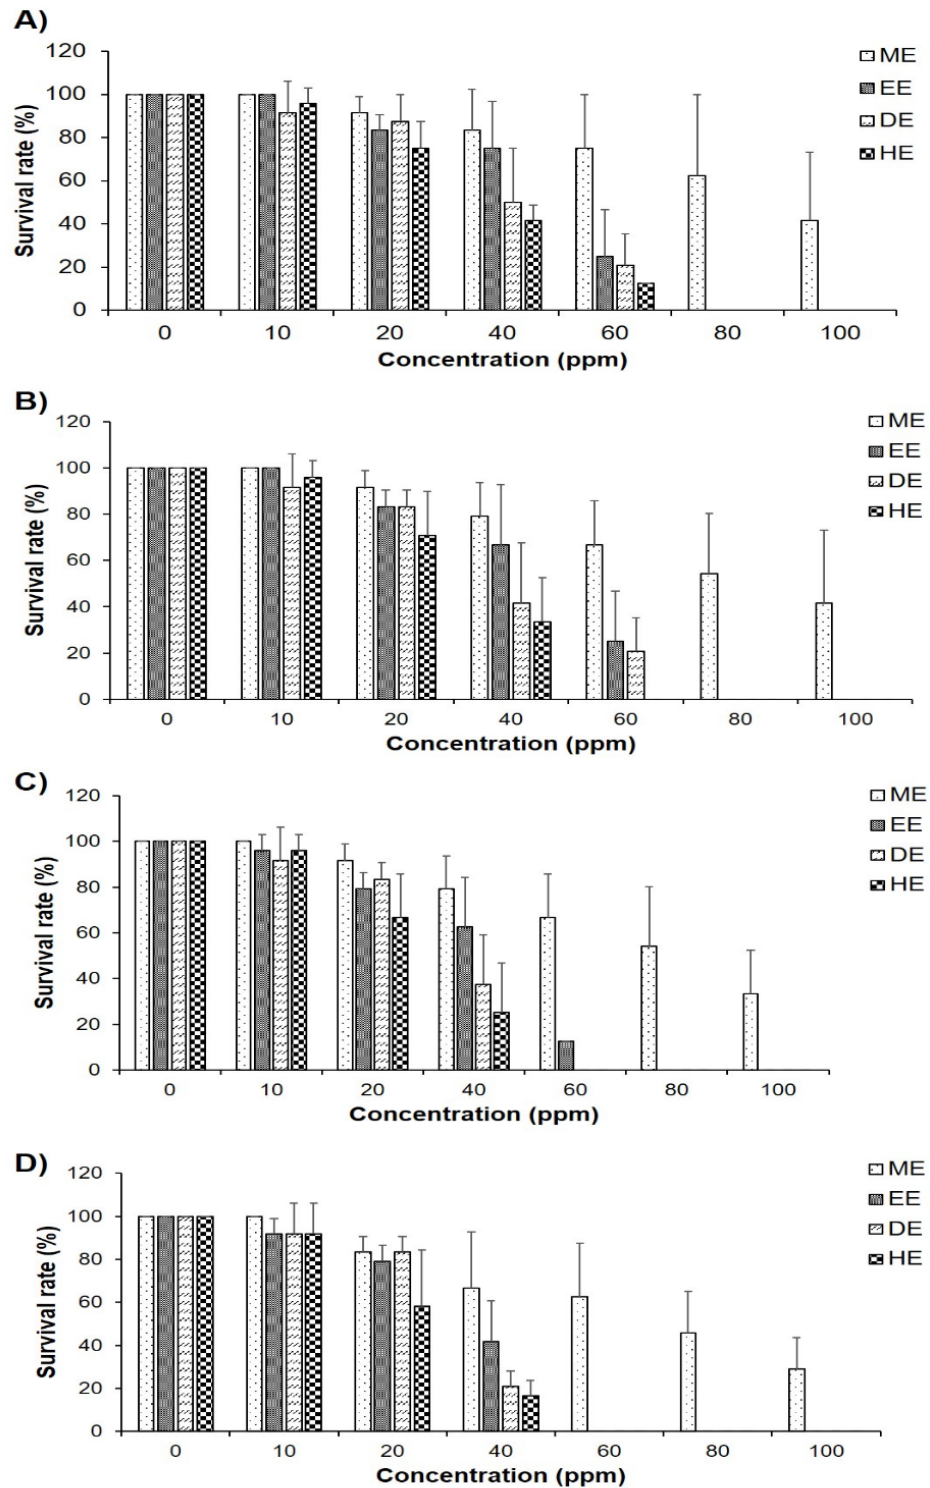 A)
120
100
80
60
40
20
0
Survival rate (%)
0 10 20 40 60 80 100
Concentration (ppm)
ME
EE
DE
HE
B)
120
100
80
60
40
20
0
Survival rate (%)
0 10 20 40 60 80 100
Concentration (ppm)
ME
EE
DE
HE
C)
120
100
80
60
40
20
0
Survival rate (%)
0 10 20 40 60 80 100
Concentration (ppm)
ME
EE
DE
HE
D)
120
100
80
60
40
20
0
Survival rate (%)
0 10 20 40 60 80 100
Concentration (ppm)
ME
EE
DE
HE